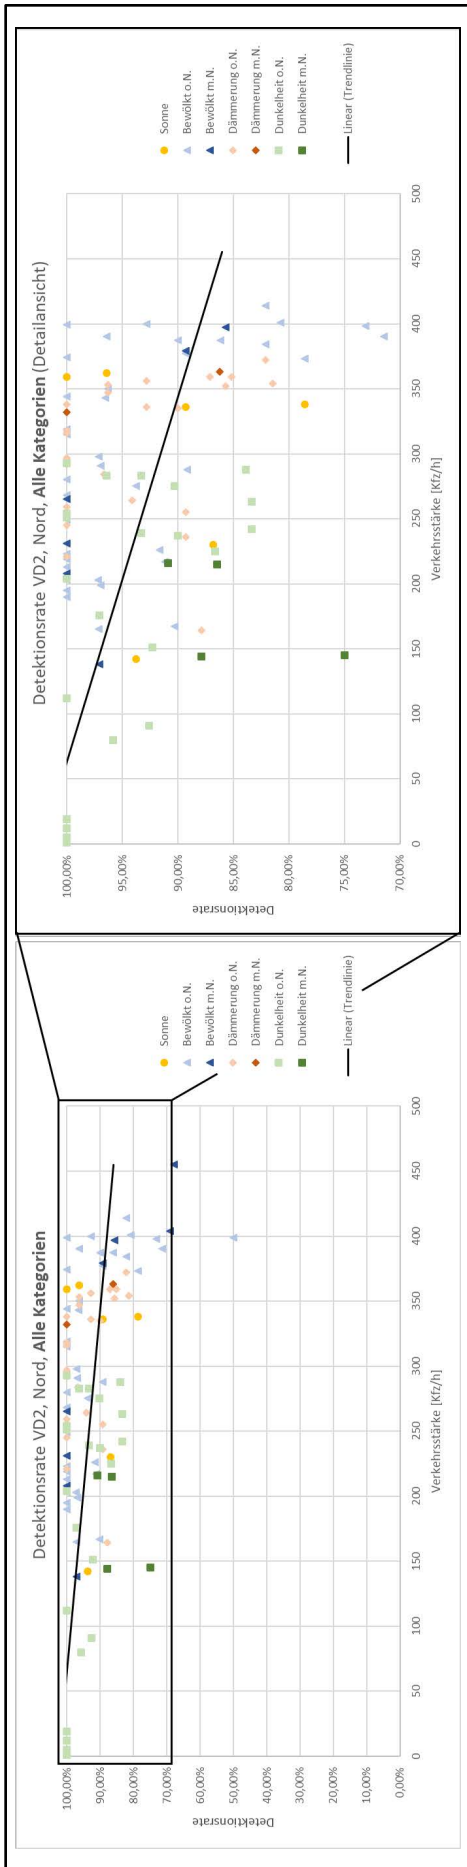 Detektionsrate VD2, Nord, Alle Kategorien
Detektionsrate
100,00%
90,00%
80,00%
70,00%
60,00%
50,00%
40,00%
30,00%
20,00%
10,00%
0,00%
0 50 100 150 200 250 300 350 400 450 500
Verkehrsstärke [Kfz/h]
Sonne
Bewölkt o.N.
Bewölkt m.N.
Dämmerung o.N.
Dämmerung m.N.
Dunkelheit o.N.
Dunkelheit m.N.
Linear (Trendlinie)
Detektionsrate VD2, Nord, Alle Kategorien (Detailansicht)
Detektionsrate
100,00%
95,00%
90,00%
85,00%
80,00%
75,00%
70,00%
0 50 100 150 200 250 300 350 400 450 500
Verkehrsstärke [Kfz/h]
Sonne
Bewölkt o.N.
Bewölkt m.N.
Dämmerung o.N.
Dämmerung m.N.
Dunkelheit o.N.
Dunkelheit m.N.
Linear (Trendlinie)